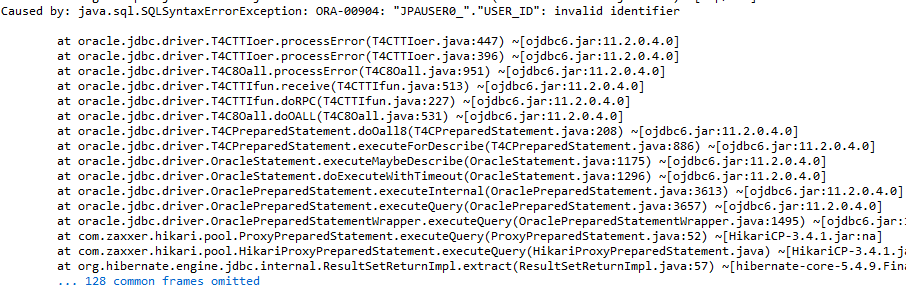 Caused by: java.sql.SQLSyntaxErrorException: ORA-00904: "JPAUSER0_"."USER_ID": invalid identifier
at oracle.jdbc.driver.T4CTTIoer.processError(T4CTTIoer.java:447) ~[ojdbc6.jar:11.2.0.4.0]
at oracle.jdbc.driver.T4CTTIoer.processError(T4CTTIoer.java:396) ~[ojdbc6.jar:11.2.0.4.0]
at oracle.jdbc.driver.T4C8Oall.processError(T4C8Oall.java:951) ~[ojdbc6.jar:11.2.0.4.0]
at oracle.jdbc.driver.T4CTTIfun.receive(T4CTTIfun.java:513) ~[ojdbc6.jar:11.2.0.4.0]
at oracle.jdbc.driver.T4CTTIfun.doRPC(T4CTTIfun.java:227) ~[ojdbc6.jar:11.2.0.4.0]
at oracle.jdbc.driver.T4C8Oall.doOALL(T4C8Oall.java:531) ~[ojdbc6.jar:11.2.0.4.0]
at oracle.jdbc.driver.T4CPreparedStatement.doOall8(T4CPreparedStatement.java:208) ~[ojdbc6.jar:11.2.0.4.0]
at oracle.jdbc.driver.T4CPreparedStatement.executeForDescribe(T4CPreparedStatement.java:886) ~[ojdbc6.jar:11.2.0.4.0]
at oracle.jdbc.driver.OracleStatement.executeMaybeDescribe(OracleStatement.java:1175) ~[ojdbc6.jar:11.2.0.4.0]
at oracle.jdbc.driver.OracleStatement.doExecuteWithTimeout(OracleStatement.java:1296) ~[ojdbc6.jar:11.2.0.4.0]
at oracle.jdbc.driver.OraclePreparedStatement.executeInternal(OraclePreparedStatement.java:3613) ~[ojdbc6.jar:11.2.0.4.0]
at oracle.jdbc.driver.OraclePreparedStatement.executeQuery(OraclePreparedStatement.java:3657) ~[ojdbc6.jar:11.2.0.4.0]
at oracle.jdbc.driver.OraclePreparedStatementWrapper.executeQuery(OraclePreparedStatementWrapper.java:1495) ~[ojdbc6.jar:1
at com.zaxxer.hikari.pool.ProxyPreparedStatement.executeQuery(ProxyPreparedStatement.java:52) ~[HikariCP-3.4.1.jar:na]
at com.zaxxer.hikari.pool.HikariProxyPreparedStatement.executeQuery(HikariProxyPreparedStatement.java) ~[HikariCP-3.4.1.ja
at org.hibernate.engine.jdbc.internal.ResultSetReturnImpl.extract(ResultSetReturnImpl.java:57) ~[hibernate-core-5.4.9.Fina
... 128 common frames omitted